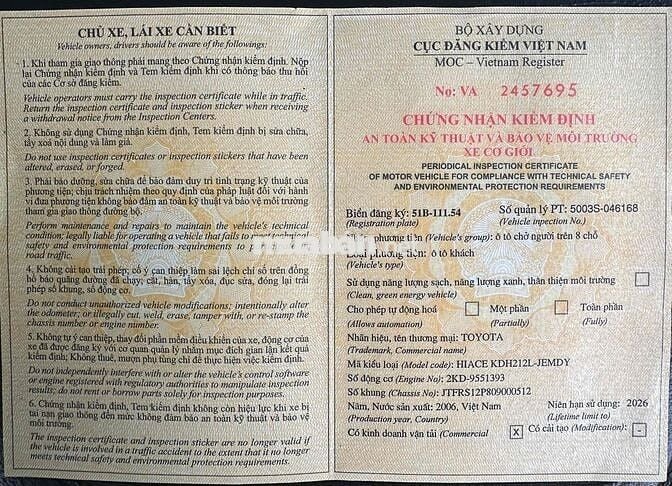 CHỦ XE, LÁI XE CẦN BIẾT
Vehicle owners, drivers should be aware of the followings:
1. Khi tham gia giao thông phải mang theo Chứng nhận kiểm định. Nộp
lại Chứng nhận kiểm định và Tem kiểm định khi có thông báo thu hồi
của các Cơ sở đăng kiểm.
Vehicle operators must carry the inspection certificate while in traffic.
Return the inspection certificate and inspection sticker when receiving
a withdrawal notice from the Inspection Centers.
2. Không sử dụng Chứng nhận kiểm định, Tem kiểm định bị sửa chữa,
tẩy xoá nội dung và làm giả.
Do not use inspection certificates or inspection stickers that have been
altered, erased, or forged.
3. Phải bảo dưỡng, sửa chữa để bảo đảm duy trì tình trạng kỹ thuật của
phương tiện; chịu trách nhiệm theo quy định của pháp luật đối với hành
vi đưa phương tiện không bảo đảm an toàn kỹ thuật và bảo vệ môi trường
tham gia giao thông đường bộ.
Perform maintenance and repairs to maintain the vehicle's technical
condition; legally liable for operating a vehicle that fails to meet technical
safety and environmental protection requirements to p
road traffic.
4. Không cải tạo trái phép; cố ý can thiệp làm sai lệch chỉ số trên đồng
hồ báo quãng đường đã chạy, cắt, hàn, tẩy xóa, đục sửa, đóng lại số
phép số khung, số động cơ.
Do not conduct unauthorized vehicle modifications; intentionally alter
the odometer; or illegally cut, weld, erase, tamper with, or re-stamp the
chassis number or engine number.
5. Không tự ý can thiệp, thay đổi phần mềm điều khiển của xe, động cơ của
xe đã được đăng ký với cơ quan quản lý nhằm mục đích gian lận kết quả
kiểm định; Không thuê, mượn phụ tùng chỉ để thực hiện việc kiểm định.
Do not independently interfere with or alter the vehicle's control software
or engine registered with regulatory authorities to manipulate inspection
results; do not rent or borrow parts solely for inspection purposes.
6. Chứng nhận kiểm định, Tem kiểm định không còn hiệu lực khi xe bị
tai nạn giao thông đến mức không đảm bảo an toàn kỹ thuật và bảo vệ
môi trường.
The inspection certificate and inspection sticker are no longer valid if
the vehicle is involved in a traffic accident to the extent that it no longer
meets technical safety and environmental protection requirements.
BỘ XÂY DỰNG
CỤC ĐĂNG KIỂM VIỆT NAM
MOC – Vietnam Register
No: VA 2457695
CHỨNG NHẬN KIỂM ĐỊNH
AN TOÀN KỸ THUẬT VÀ BẢO VỆ MÔI TRƯỜNG
XE CƠ GIỚI
PERIODICAL INSPECTION CERTIFICATE
OF MOTOR VEHICLE FOR COMPLIANCE WITH TECHNICAL SAFETY
AND ENVIRONMENTAL PROTECTION REQUIREMENTS
Biển đăng ký: 51B-111.54 Số quản lý PT: 5003S-046168
(Registration plate) (Vehicle inpection No.)
phương tiện (Vehicle's group): ô tô chở người trên 8 chỗ
Loại phương tiện: ô tô khách
(Vehicle's type)
Sử dụng năng lượng sạch, năng lượng xanh, thân thiện môi trường
(Clean, green energy vehicle)
Cho phép tự động hoá Một phần Toàn phần
(Allows automation) (Partially) (Fully)
Nhãn hiệu, tên thương mại: TOYOTA
(Trademark, Commercial name)
Mã kiểu loại (Model code): HIACE KDH212L-JEMDY
Số động cơ (Engine No): 2KD-9551393
Số khung (Chassis No): JTFRS12P809000512
Năm, Nước sản xuất: 2006, Việt Nam Niên hạn sử dụng: 2026
(Production year, Country) (Lifetime limit to)
Có kinh doanh vận tải (Commercial X Có cải tạo (Modification): -